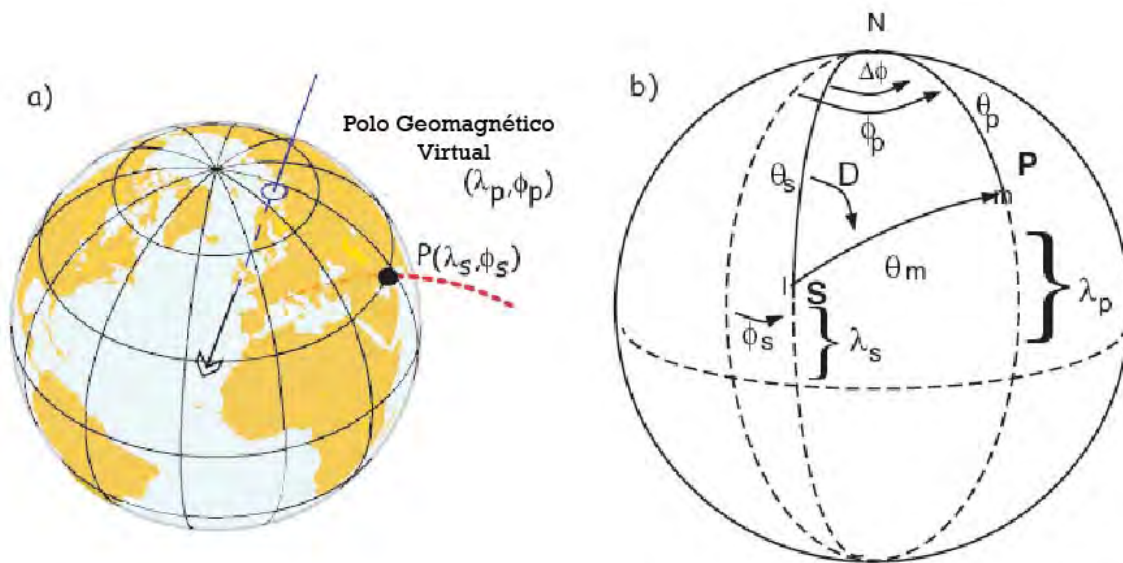 a)
Polo Geomagnético
Virtual
(λp,ϕp)
P(λs,ϕs)
b)
N
Δϕ
ϕp
θp
P
θs
D
m
θm
I
S
ϕs
λs
λp